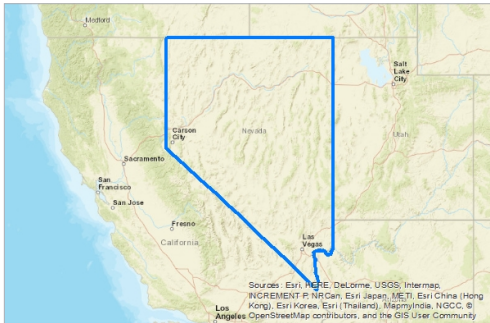 Medford
Salt
Lake
City
Carson
City
Nevada
Utah
Sacramento
San
Francisco
San Jose
Fresno
Las
Vegas
California
Los
Angeles
Sources: Esri, HERE, DeLorme, USGS, Intermap,
INCREMENT P, NRCan, Esri Japan, METI, Esri China (Hong
Kong), Esri Korea, Esri (Thailand), MapmyIndia, NGCC, ©
OpenStreetMap contributors, and the GIS User Community